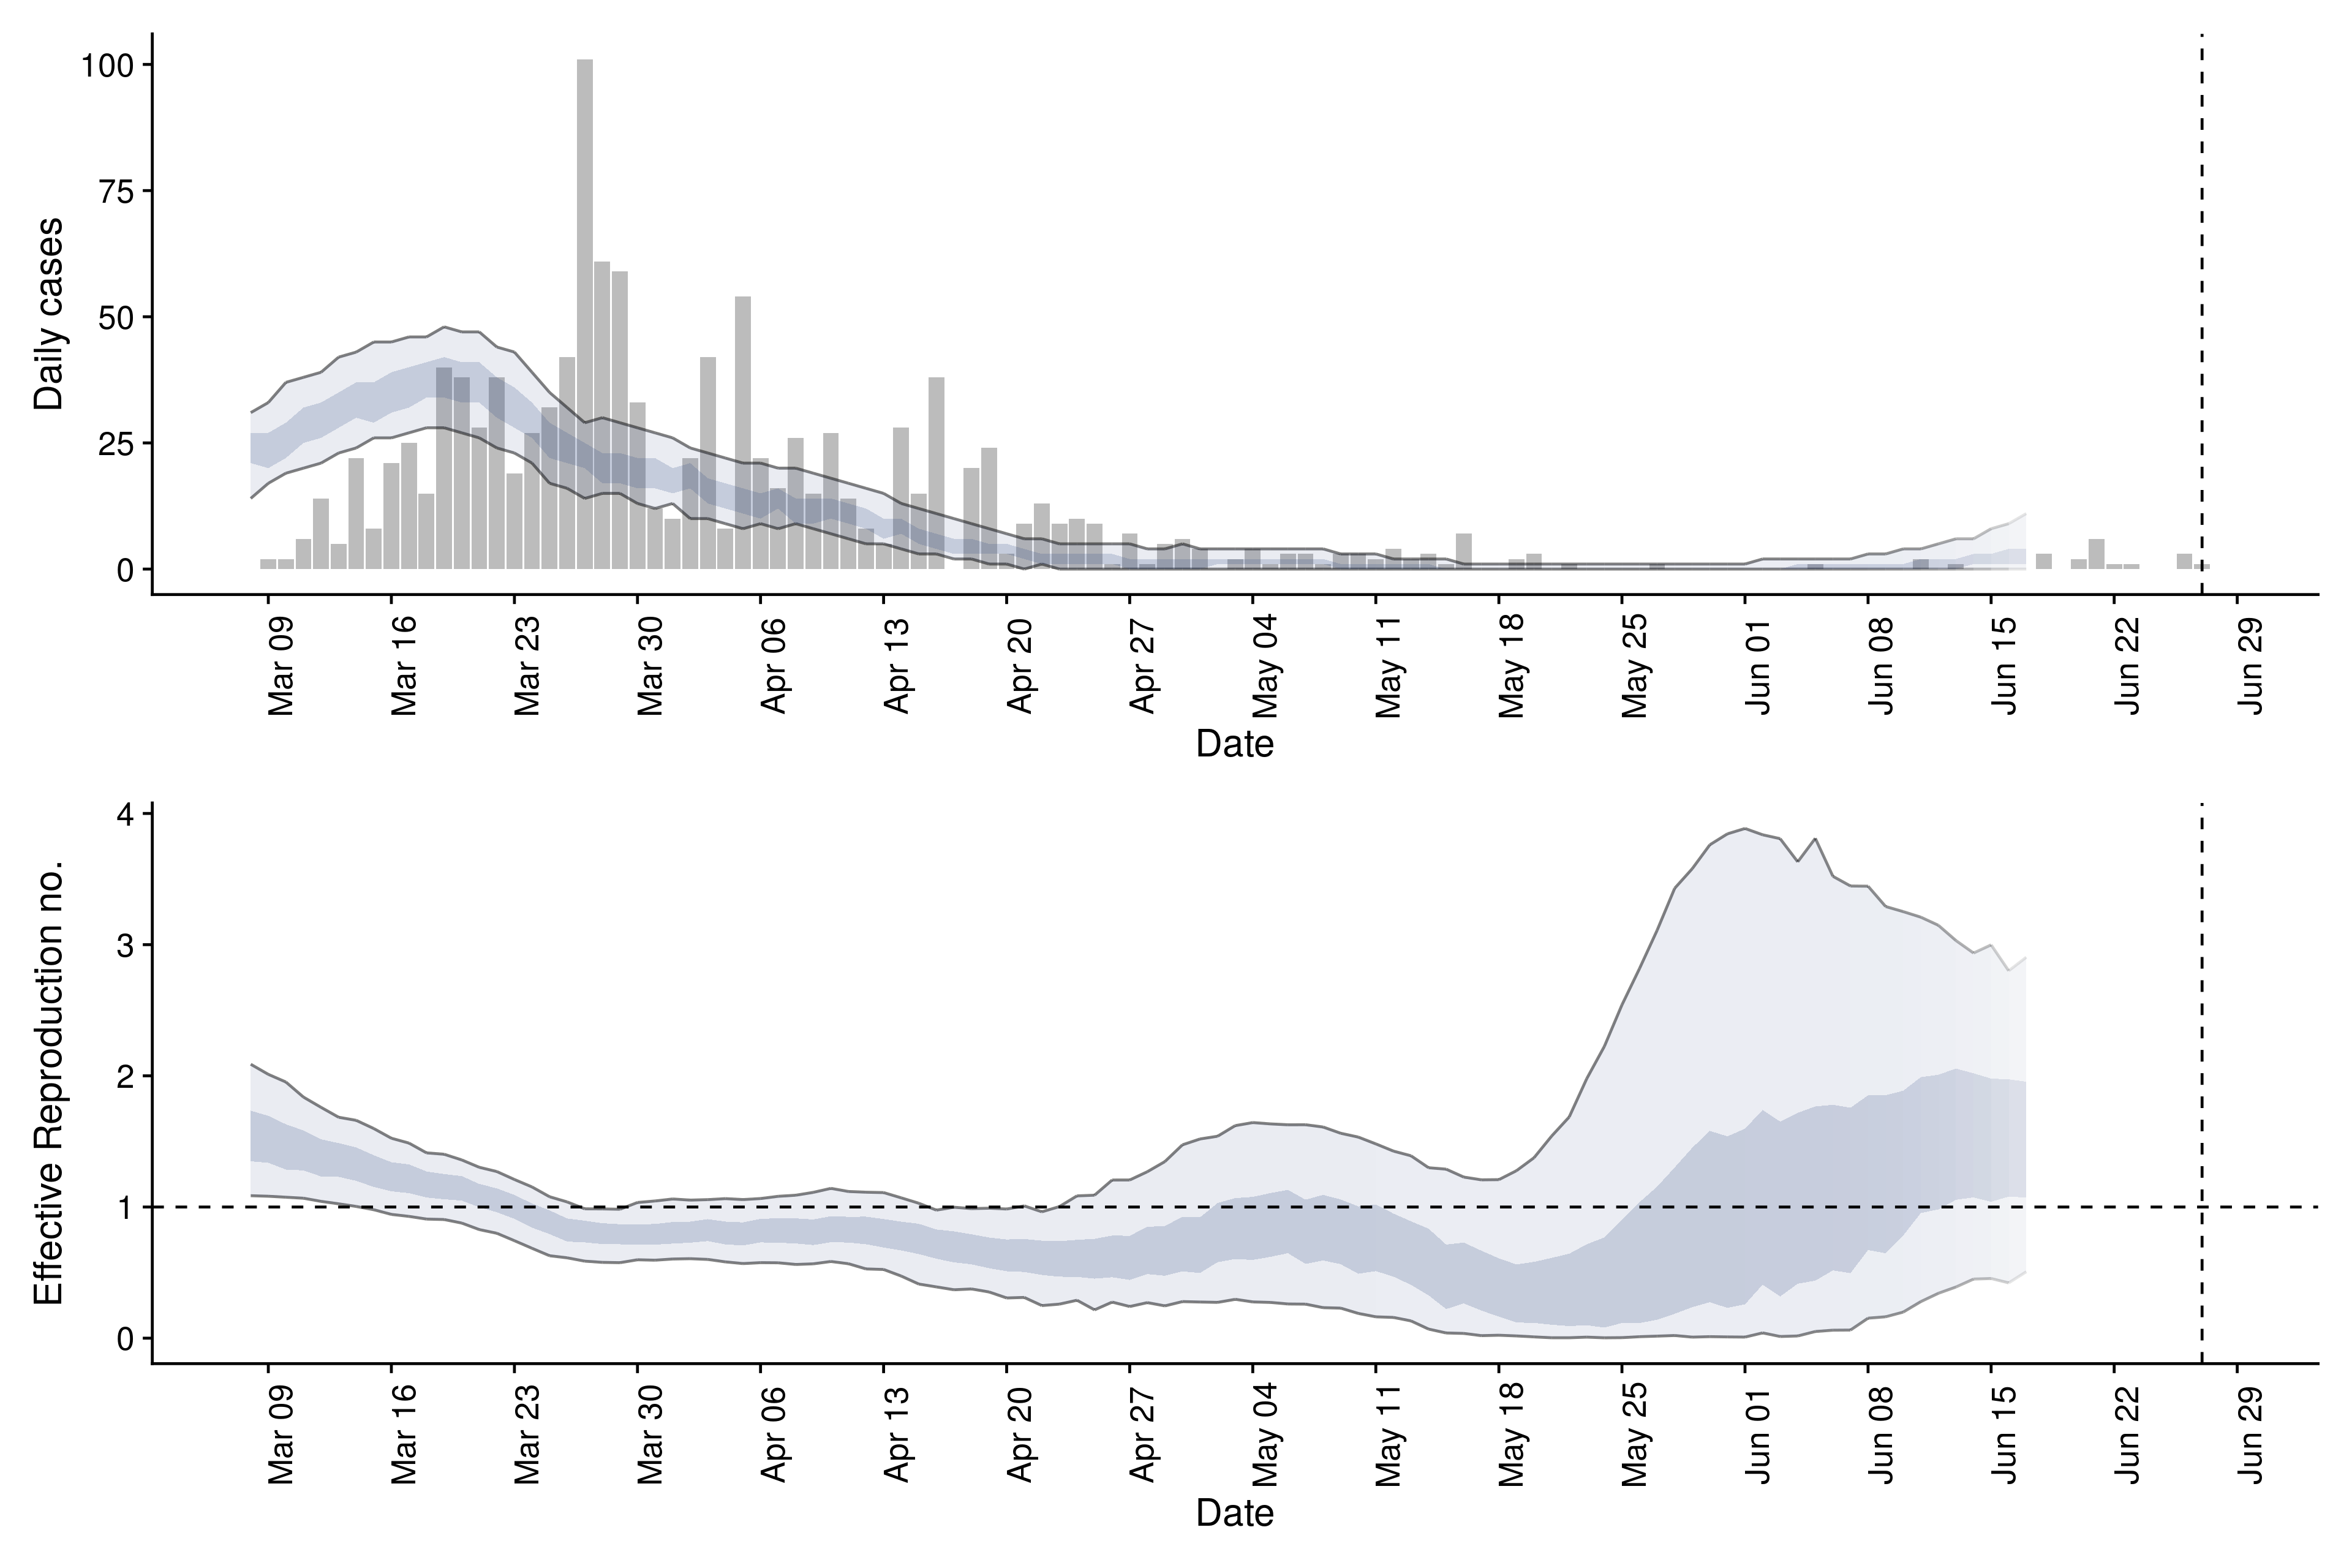 Daily cases
100
75
50
25
0
Mar 09
Mar 16
Mar 23
Mar 30
Apr 06
Apr 13
Apr 20
Apr 27
May 04
May 11
May 18
May 25
Jun 01
Jun 08
Jun 15
Jun 22
Jun 29
Date
Effective Reproduction no.
4
3
2
1
0
Mar 09
Mar 16
Mar 23
Mar 30
Apr 06
Apr 13
Apr 20
Apr 27
May 04
May 11
May 18
May 25
Jun 01
Jun 08
Jun 15
Jun 22
Jun 29
Date